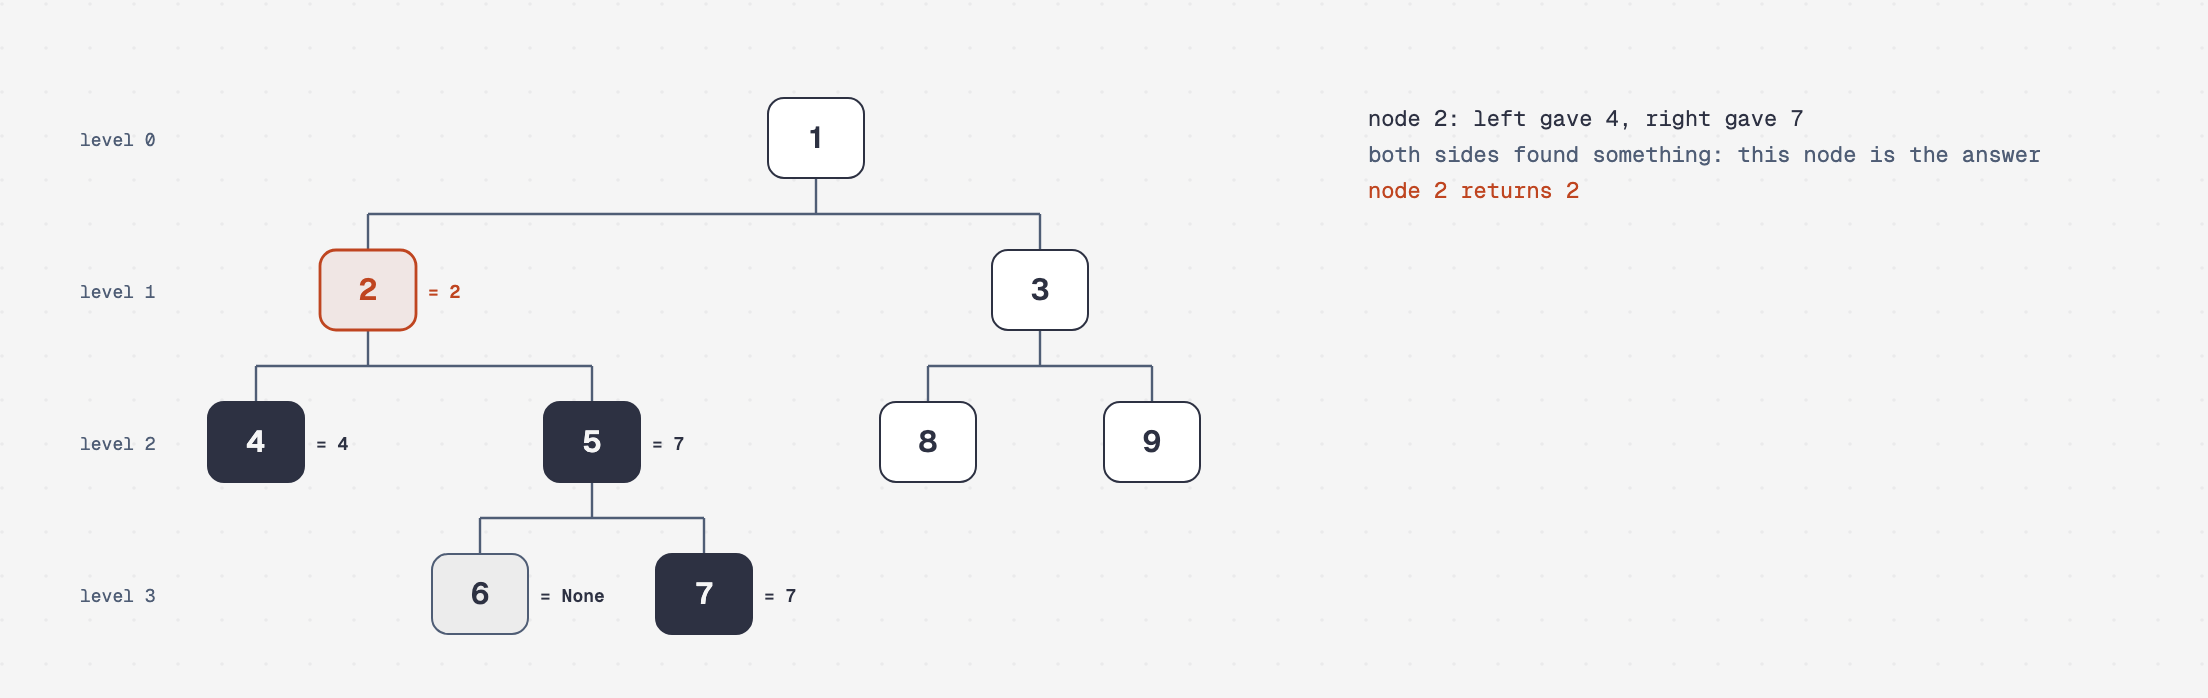 node 2: left gave 4, right gave 7
both sides found something: this node is the answer
node 2 returns 2
level 0
1
level 1
2 = 2
3
level 2
4 = 4
5 = 7
8
9
level 3
6 = None
7 = 7